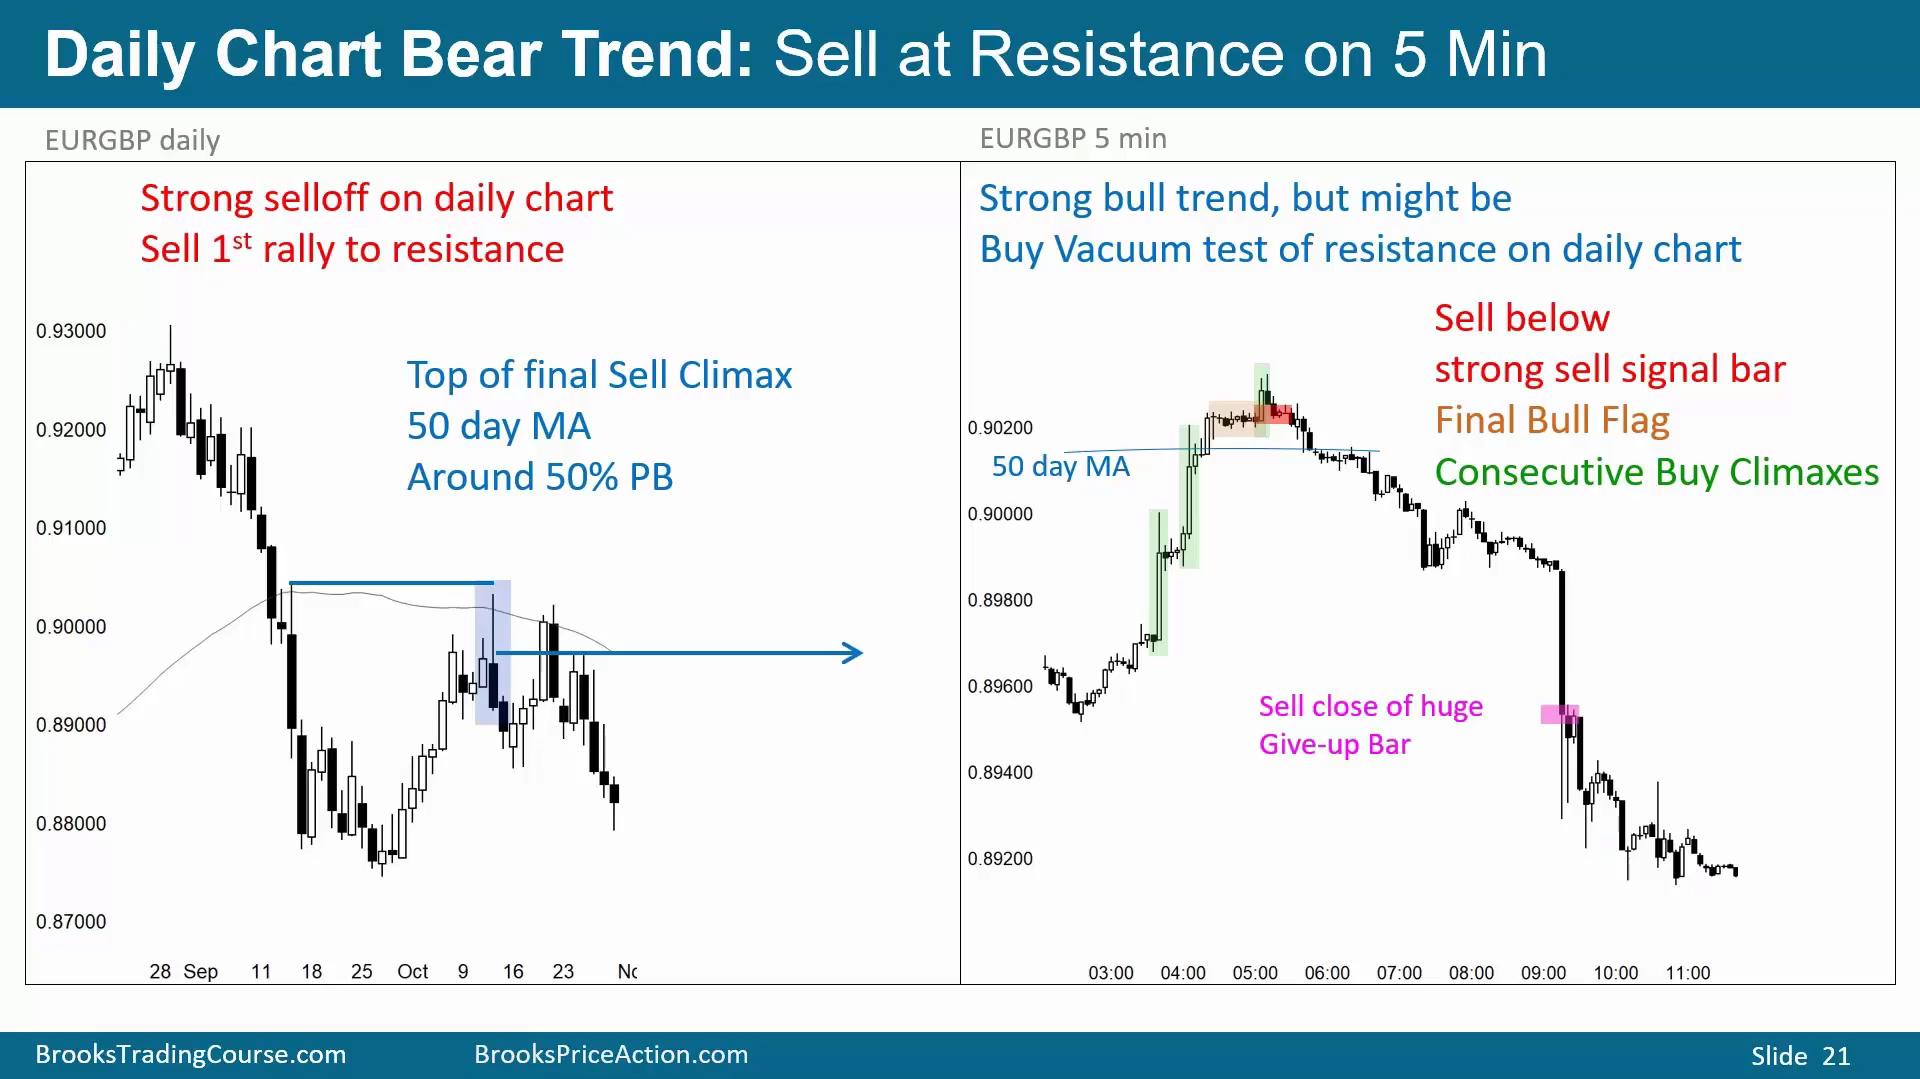 Daily Chart Bear Trend: Sell at Resistance on 5 Min
EURGBP daily
Strong selloff on daily chart
Sell 1st rally to resistance
Top of final Sell Climax
50 day MA
Around 50% PB
0.93000
0.92000
0.91000
0.90000
0.89000
0.88000
0.87000
28 Sep 11 18 25 Oct 9 16 23 Nc
EURGBP 5 min
Strong bull trend, but might be
Buy Vacuum test of resistance on daily chart
Sell below
strong sell signal bar
Final Bull Flag
Consecutive Buy Climaxes
50 day MA
Sell close of huge
Give-up Bar
0.90200
0.90000
0.89800
0.89600
0.89400
0.89200
03:00 04:00 05:00 06:00 07:00 08:00 09:00 10:00 11:00
BrooksTradingCourse.com
BrooksPriceAction.com
Slide 21